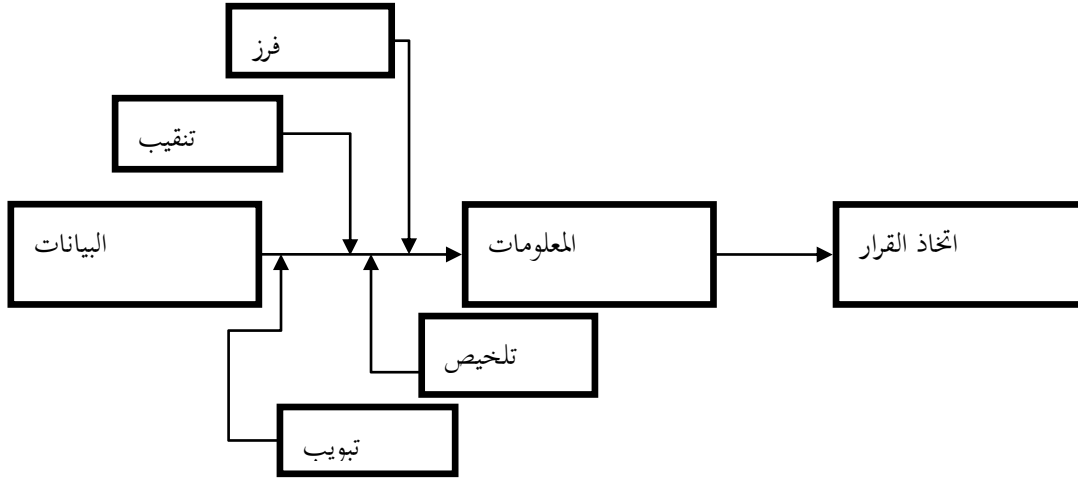 فرز
تنقيب
البيانات
المعلومات
اتخاذ القرار
تلخيص
تبويب